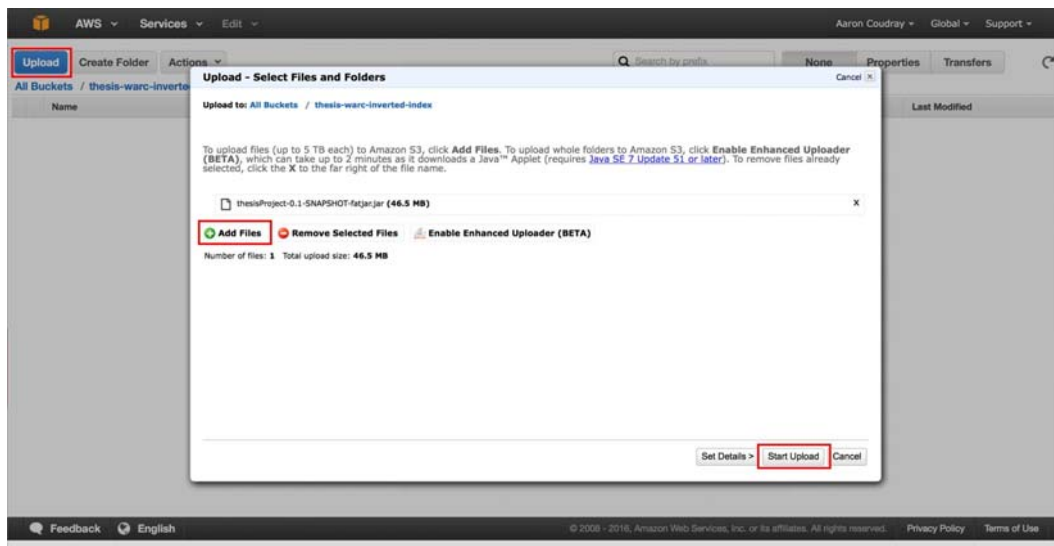 AWS Services Edit Aaron Coudray Global Support
Upload Create Folder Actions Search by prefix None Properties Transfers
All Buckets / thesis-warc-inverte
Name Last Modified
Upload - Select Files and Folders Cancel x
Upload to: All Buckets / thesis-warc-inverted-index
To upload files (up to 5 TB each) to Amazon S3, click Add Files. To upload whole folders to Amazon S3, click Enable Enhanced Uploader
(BETA), which can take up to 2 minutes as it downloads a Java™ Applet (requires Java SE 7 Update 51 or later). To remove files already
selected, click the X to the far right of the file name.
thesisProject-0.1-SNAPSHOT-fatjar.jar (46.5 MB) x
Add Files Remove Selected Files Enable Enhanced Uploader (BETA)
Number of files: 1 Total upload size: 46.5 MB
Set Details > Start Upload Cancel
Feedback English © 2008 - 2016, Amazon Web Services, Inc. or its affiliates. All rights reserved. Privacy Policy Terms of Use